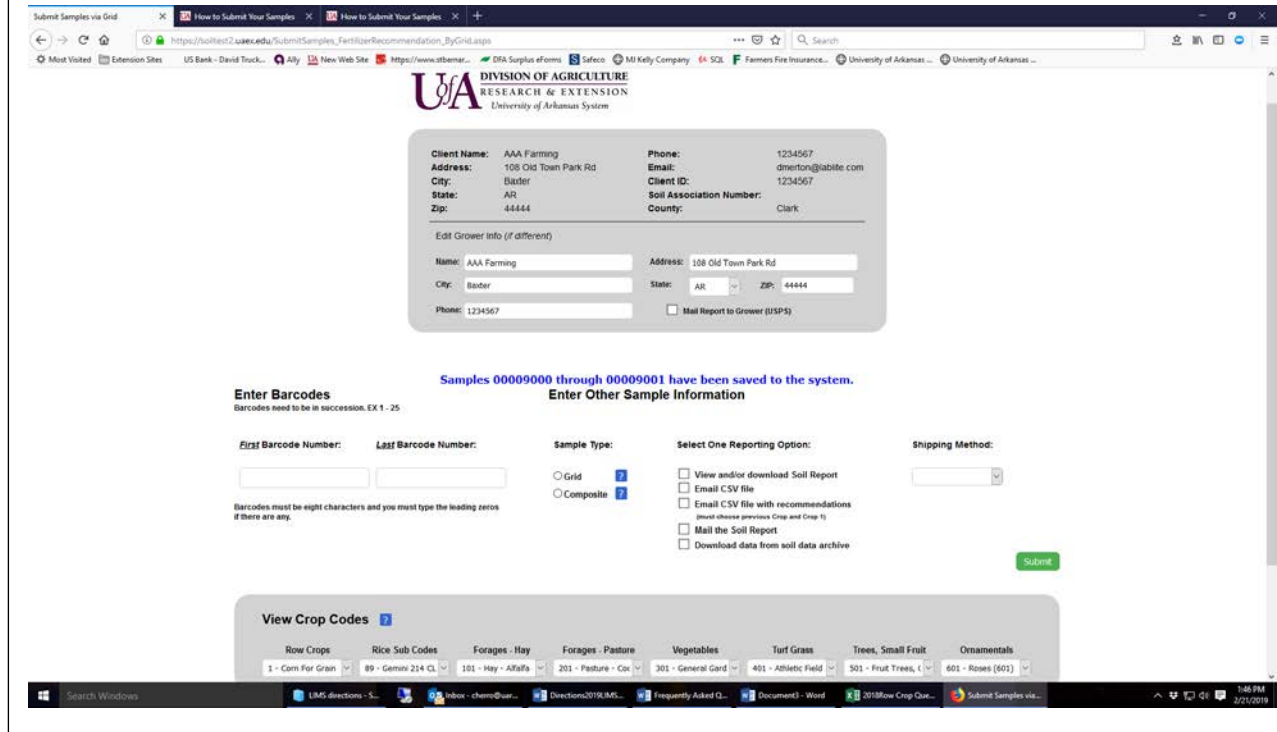 Submit Samples via Grid
How to Submit Your Samples
How to Submit Your Samples
https://soiltest2.uaex.edu/SubmitSamples_FertilizerRecommendation_ByGrid.aspx
Search
Most Visited
Extension Sites
US Bank - David Truck...
Ally
New Web Site
https://www.stbernar...
DFA Surplus eForms
Safeco
MJ Kelly Company
SQL
Farmers Fire Insurance...
University of Arkansas ...
University of Arkansas ...
UofA
DIVISION OF AGRICULTURE
RESEARCH & EXTENSION
University of Arkansas System
Client Name: AAA Farming Phone: 1234567
Address: 108 Old Town Park Rd Email: dmerton@lablite.com
City: Baxter Client ID: 1234567
State: AR Soil Association Number:
Zip: 44444 County: Clark
Edit Grower Info (if different)
Name: AAA Farming Address: 108 Old Town Park Rd
City: Baxter State: AR ZIP: 44444
Phone: 1234567 Mail Report to Grower (USPS)
Samples 00009000 through 00009001 have been saved to the system.
Enter Barcodes Enter Other Sample Information
Barcodes need to be in succession. EX 1 - 25
First Barcode Number: Last Barcode Number: Sample Type: Select One Reporting Option: Shipping Method:
Grid ? View and/or download Soil Report
Email CSV file
Composite ? Email CSV file with recommendations
(must choose previous Crop and Crop 1)
Barcodes must be eight characters and you must type the leading zeros
if there are any.
Mail the Soil Report
Download data from soil data archive
Submit
View Crop Codes ?
Row Crops Rice Sub Codes Forages - Hay Forages - Pasture Vegetables Turf Grass Trees, Small Fruit Ornamentals
1 - Corn For Grain 89 - Gemini 214 CL 101 - Hay - Alfalfa 201 - Pasture - Coc 301 - General Gard 401 - Athletic Field 501 - Fruit Trees, ( 601 - Roses (601)
Search Windows
LIMS directions - S...
Inbox - cherro@uar...
Directions2019LIMS...
Frequently Asked Q...
Document3 - Word
2018Row Crop Que...
Submit Samples via...
1:46 PM
2/21/2019